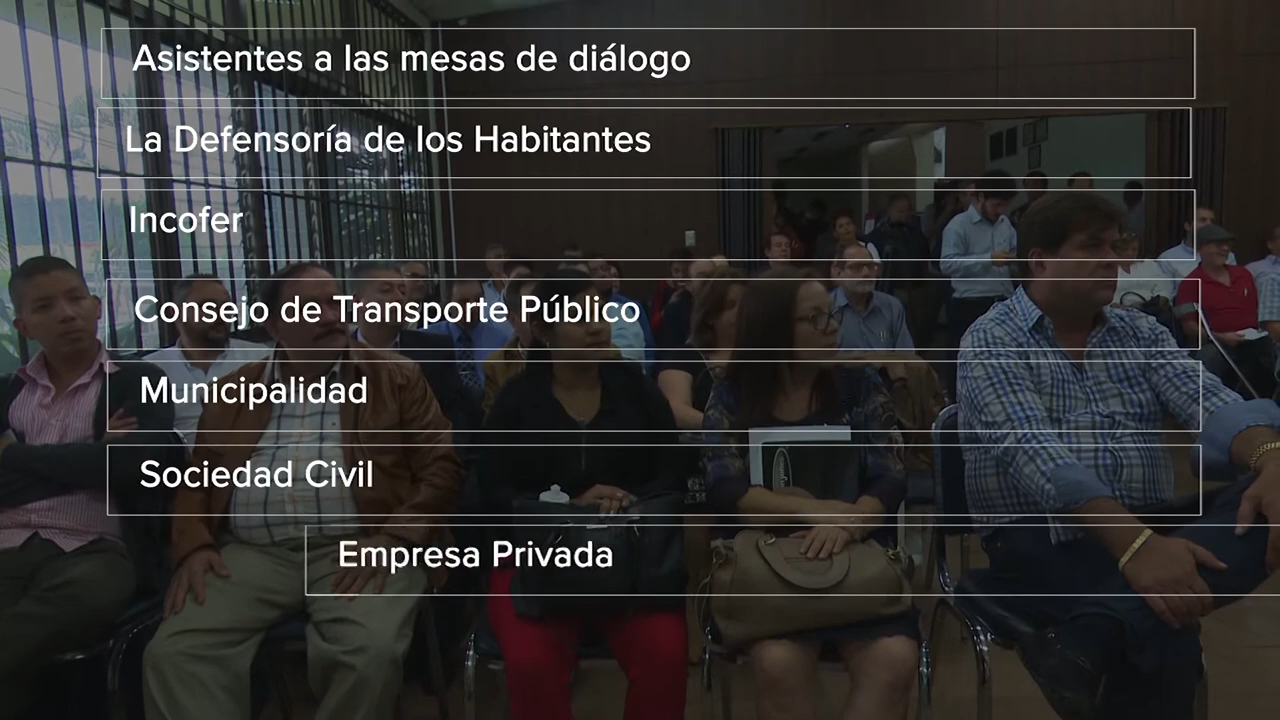 Asistentes a las mesas de diálogo
La Defensoría de los Habitantes
Incofer
Consejo de Transporte Público
Municipalidad
Sociedad Civil
Empresa Privada